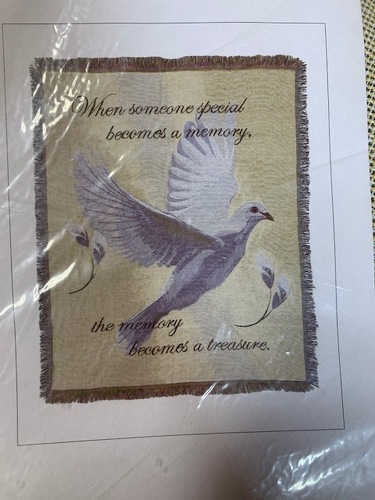 When someone special
becomes a memory,
the memory
becomes a treasure.